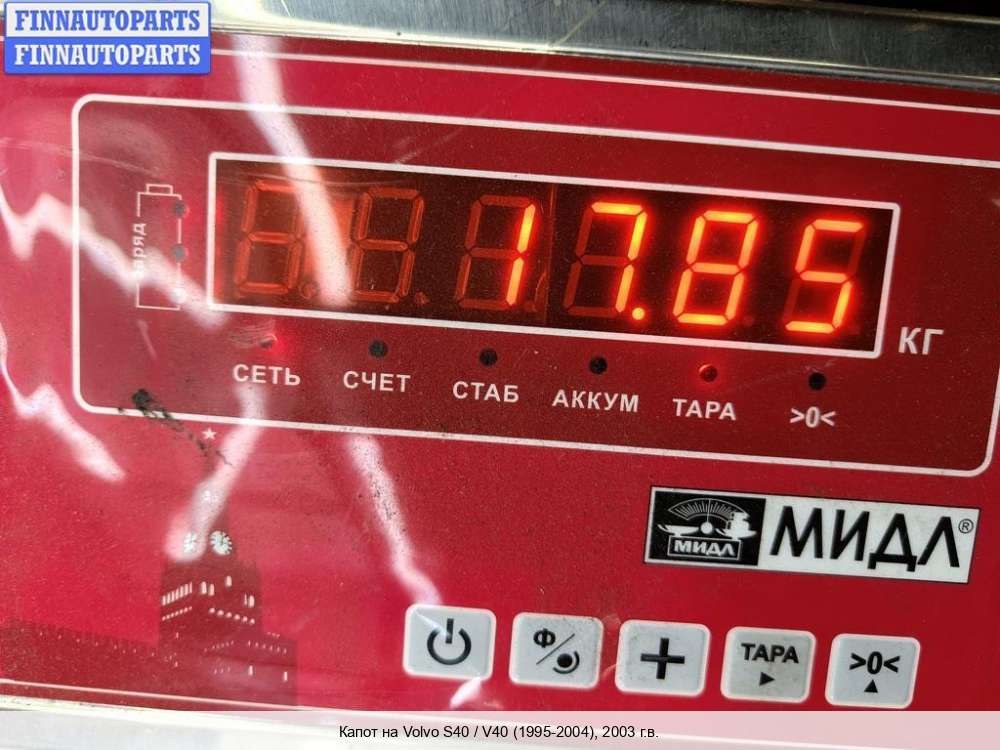 FINNAUTOPARTS
FINNAUTOPARTS
17.85
КГ
СЕТЬ СЧЕТ СТАБ АККУМ ТАРА >0<
МИДЛ МИДЛ®
Ф
ТАРА >0<
Капот на Volvo S40 / V40 (1995-2004), 2003 г.в.